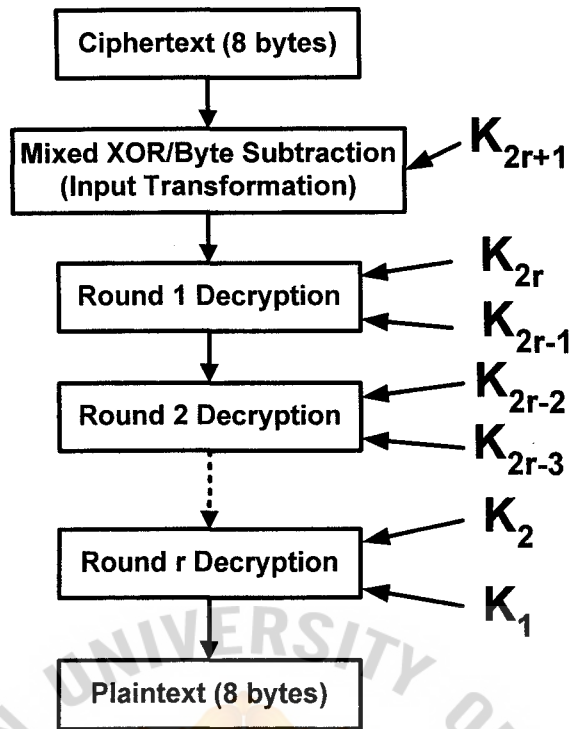 Ciphertext (8 bytes)
Mixed XOR/Byte Subtraction
(Input Transformation)
K2r+1
Round 1 Decryption
K2r
K2r-1
Round 2 Decryption
K2r-2
K2r-3
Round r Decryption
K2
K1
Plaintext (8 bytes)
UNIVERSITY